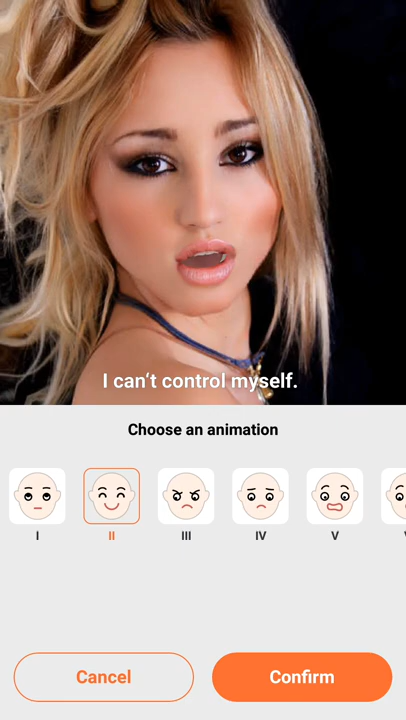 I can‘t control myself.
Choose an animation
I
II
III
IV
V
Cancel
Confirm